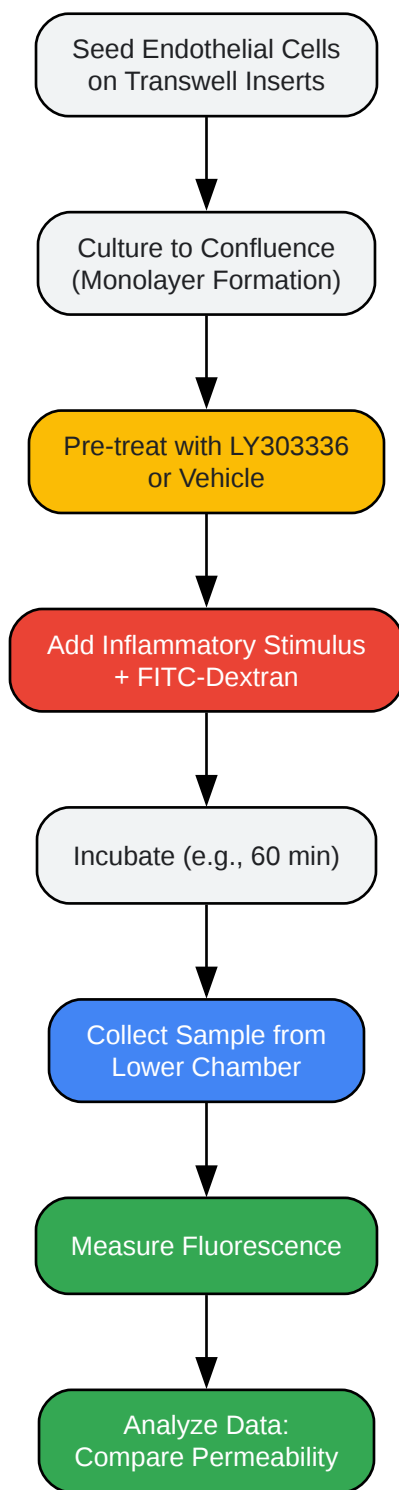 Seed Endothelial Cells
on Transwell Inserts
Culture to Confluence
(Monolayer Formation)
Pre-treat with LY303336
or Vehicle
Add Inflammatory Stimulus
+ FITC-Dextran
Incubate (e.g., 60 min)
Collect Sample from
Lower Chamber
Measure Fluorescence
Analyze Data:
Compare Permeability